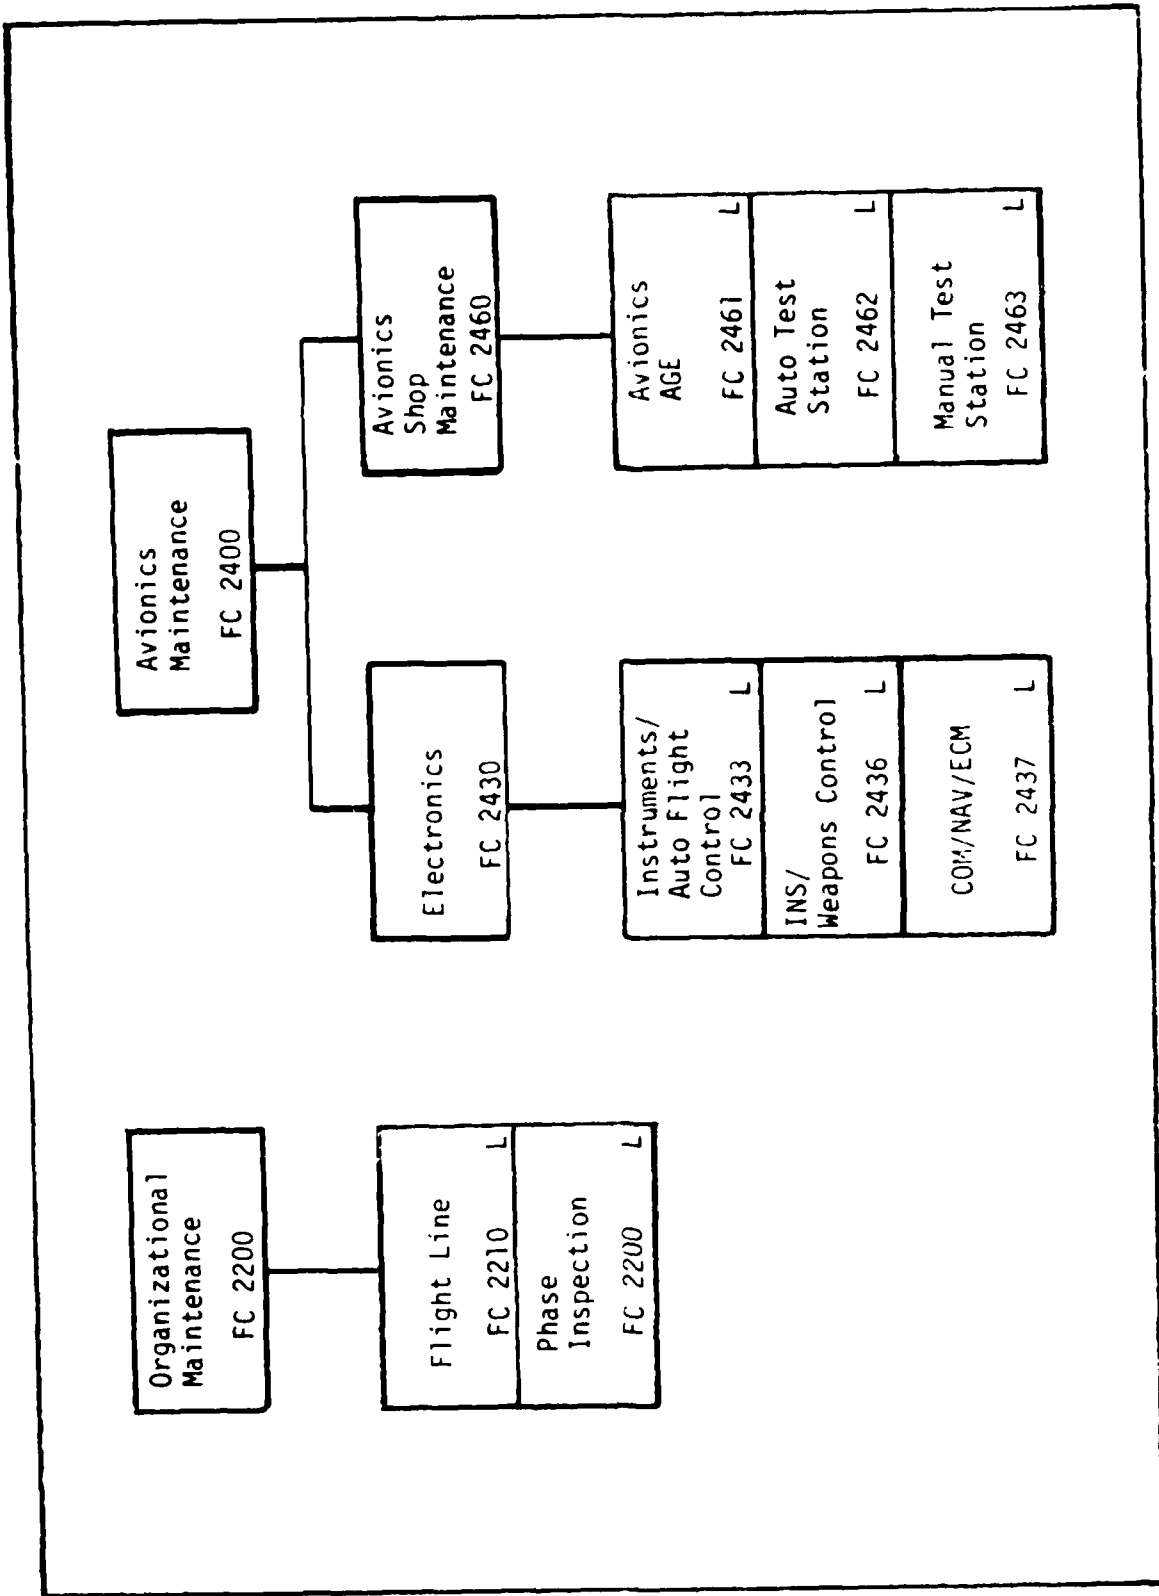 Organizational
Maintenance
FC 2200
Flight Line
FC 2210 L
Phase
Inspection
FC 2200 L
Avionics
Maintenance
FC 2400
Electronics
FC 2430
Instruments/
Auto Flight
Control
FC 2433 L
INS/
Weapons Control
FC 2436 L
COM/NAV/ECM
FC 2437 L
Avionics
Shop
Maintenance
FC 2460
Avionics
AGE
FC 2461 L
Auto Test
Station
FC 2462 L
Manual Test
Station
FC 2463 L